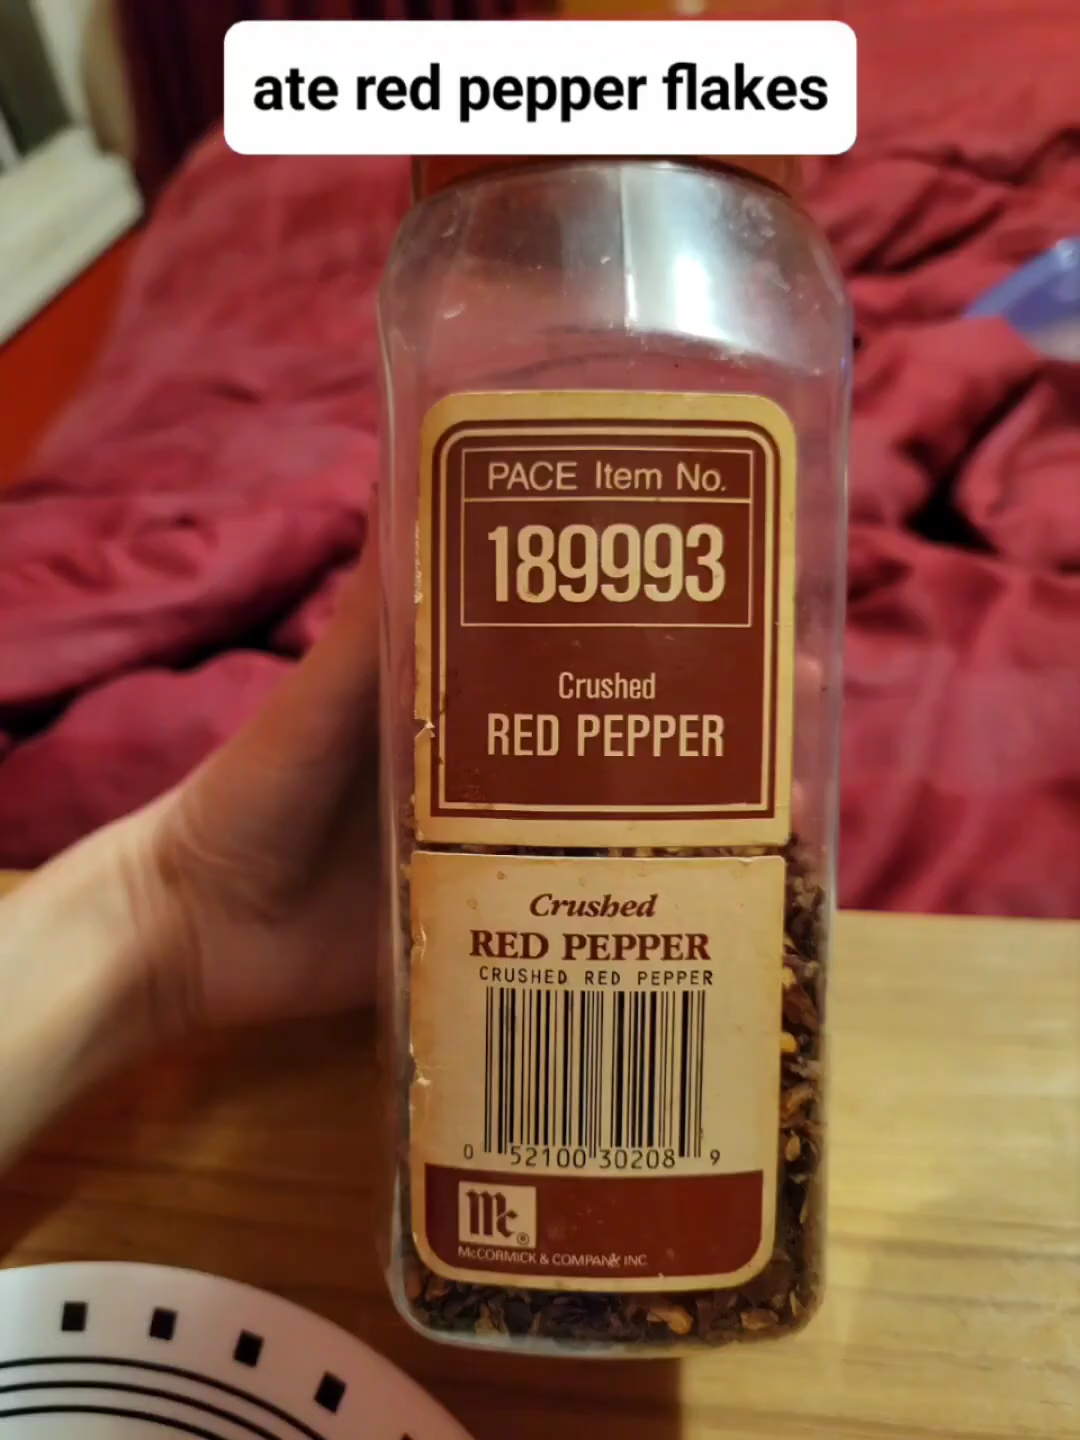 ate red pepper flakes
PACE Item No.
189993
Crushed
RED PEPPER
Crushed
RED PEPPER
CRUSHED RED PEPPER
0 52100 30208 9
Mc®
McCORMICK & COMPANY, INC.